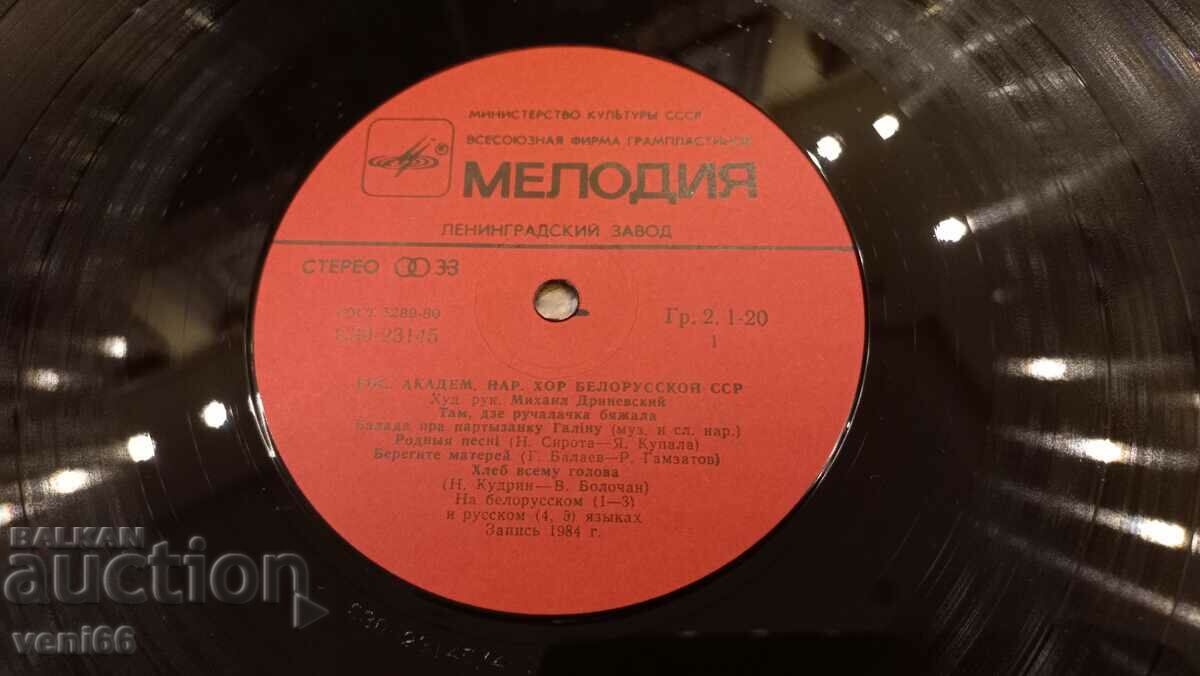 МИНИСТЕРСТВО КУЛЬТУРЫ СССР
ВСЕСОЮЗНАЯ ФИРМА ГРАМПЛАСТИНОК
МЕЛОДИЯ
ЛЕНИНГРАДСКИЙ ЗАВОД
СТЕРЕО 33
ГОСТ 5289-80
С30-23145
Гр. 2. 1-20
1
ГОС. АКАДЕМ. НАР. ХОР БЕЛОРУССКОЙ ССР
Худ. рук. Михаил Дриневский
Там, дзе ручалачка бяжала
Балада пра партызанку Галіну (муз. и сл. нар.)
Родныя песні (Н. Сирота—Я. Купала)
Берегите матерей (Г. Балаев—Р. Гамзатов)
Хлеб всему голова
(Н. Кудрин—В. Болочан)
На белорусском (1—3)
и русском (4, 5) языках
Запись 1984 г.
BALKAN
auction
veni66